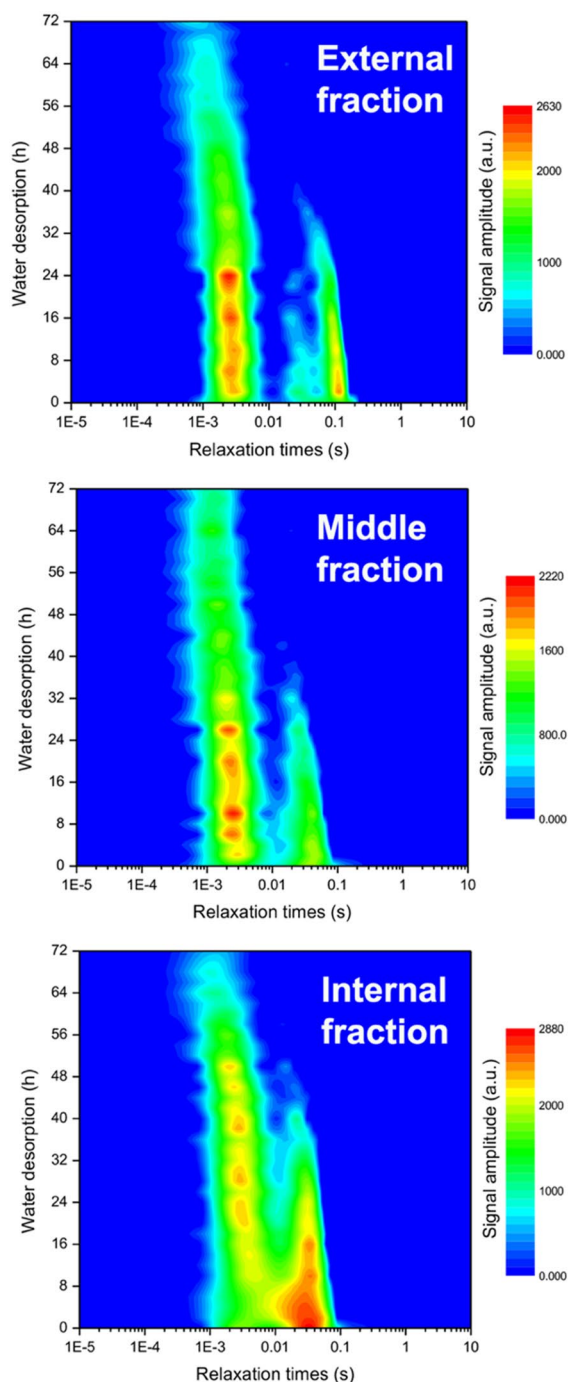 External
fraction
72
64
56
48
40
32
24
16
8
0
Water desorption (h)
1E-5 1E-4 1E-3 0.01 0.1 1 10
Relaxation times (s)
2630
2000
1000
0.000
Signal amplitude (a.u.)
Middle
fraction
72
64
56
48
40
32
24
16
8
0
Water desorption (h)
1E-5 1E-4 1E-3 0.01 0.1 1 10
Relaxation times (s)
2220
1600
800.0
0.000
Signal amplitude (a.u.)
Internal
fraction
72
64
56
48
40
32
24
16
8
0
Water desorption (h)
1E-5 1E-4 1E-3 0.01 0.1 1 10
Relaxation times (s)
2880
2000
1000
0.000
Signal amplitude (a.u.)